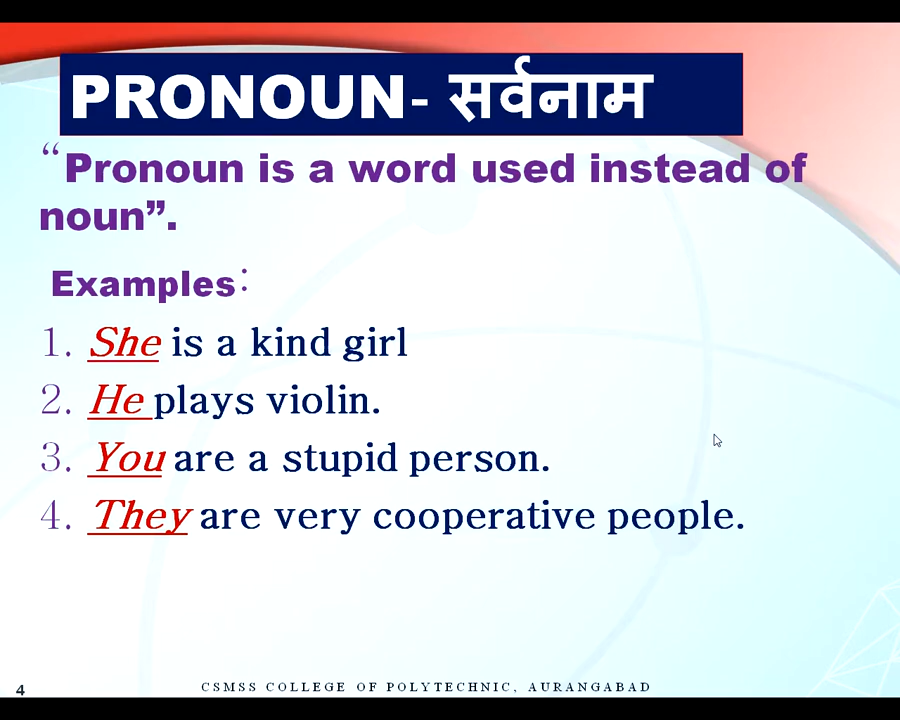 PRONOUN- सर्वनाम
“Pronoun is a word used instead of
noun”.
Examples:
1. She is a kind girl
2. He plays violin.
3. You are a stupid person.
4. They are very cooperative people.
4
CSMSS COLLEGE OF POLYTECHNIC, AURANGABAD